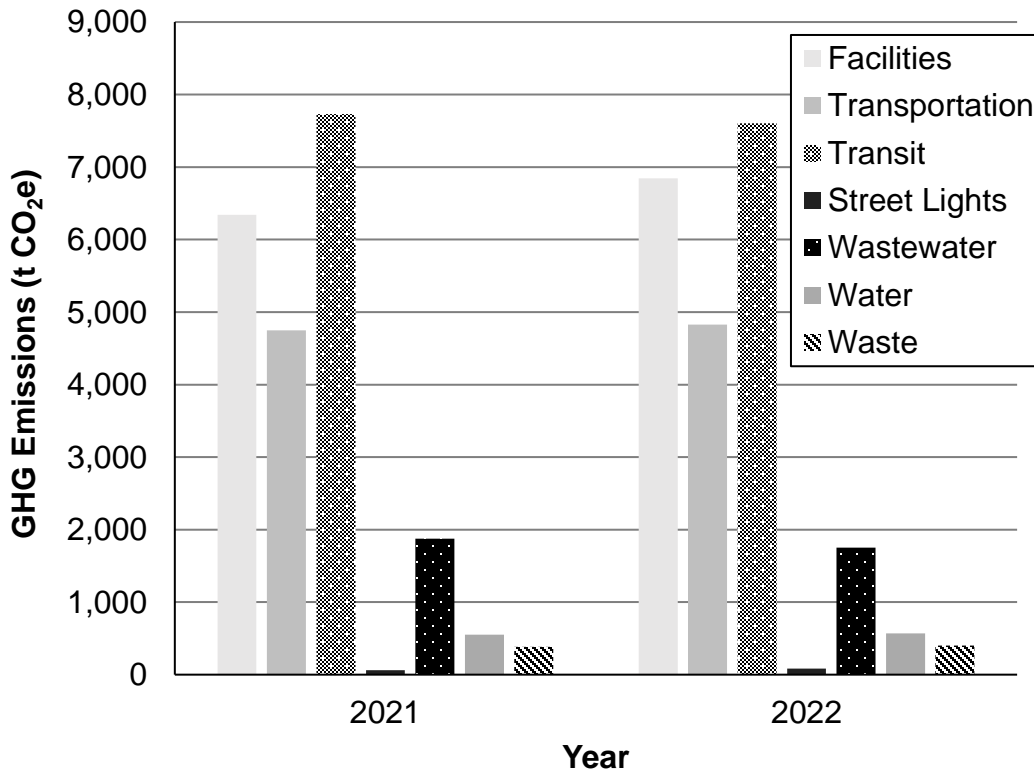 9,000
8,000
7,000
6,000
5,000
4,000
3,000
2,000
1,000
0
GHG Emissions (t CO₂e)
Facilities
Transportation
Transit
Street Lights
Wastewater
Water
Waste
2021
2022
Year